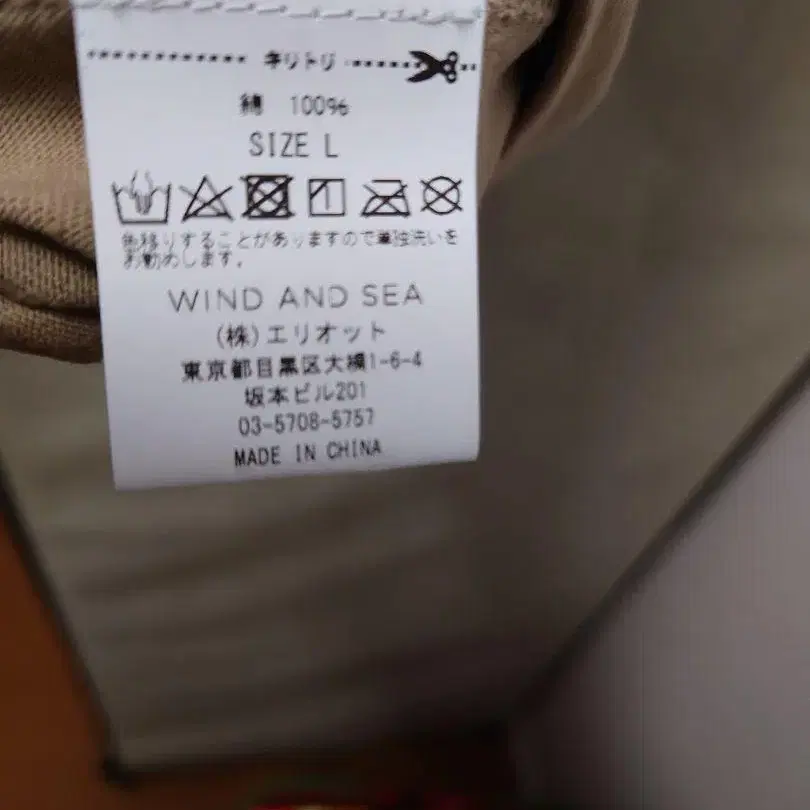 キリトリ
綿 100%
SIZE L
色移りすることがありますので単独洗いを
お勧めします。
WIND AND SEA
(株)エリオット
東京都目黒区大橋1-6-4
坂本ビル201
03-5708-5757
MADE IN CHINA